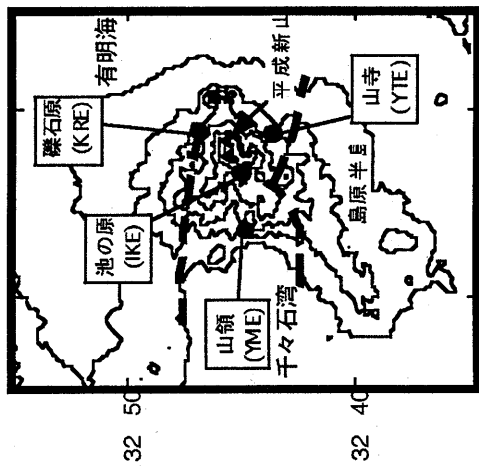 有明海
礫石原
(KRE)
平成新山
山寺
(YTE)
池の原
(IKE)
島原半島
山領
(YME)
千々石湾
32 50
32 40